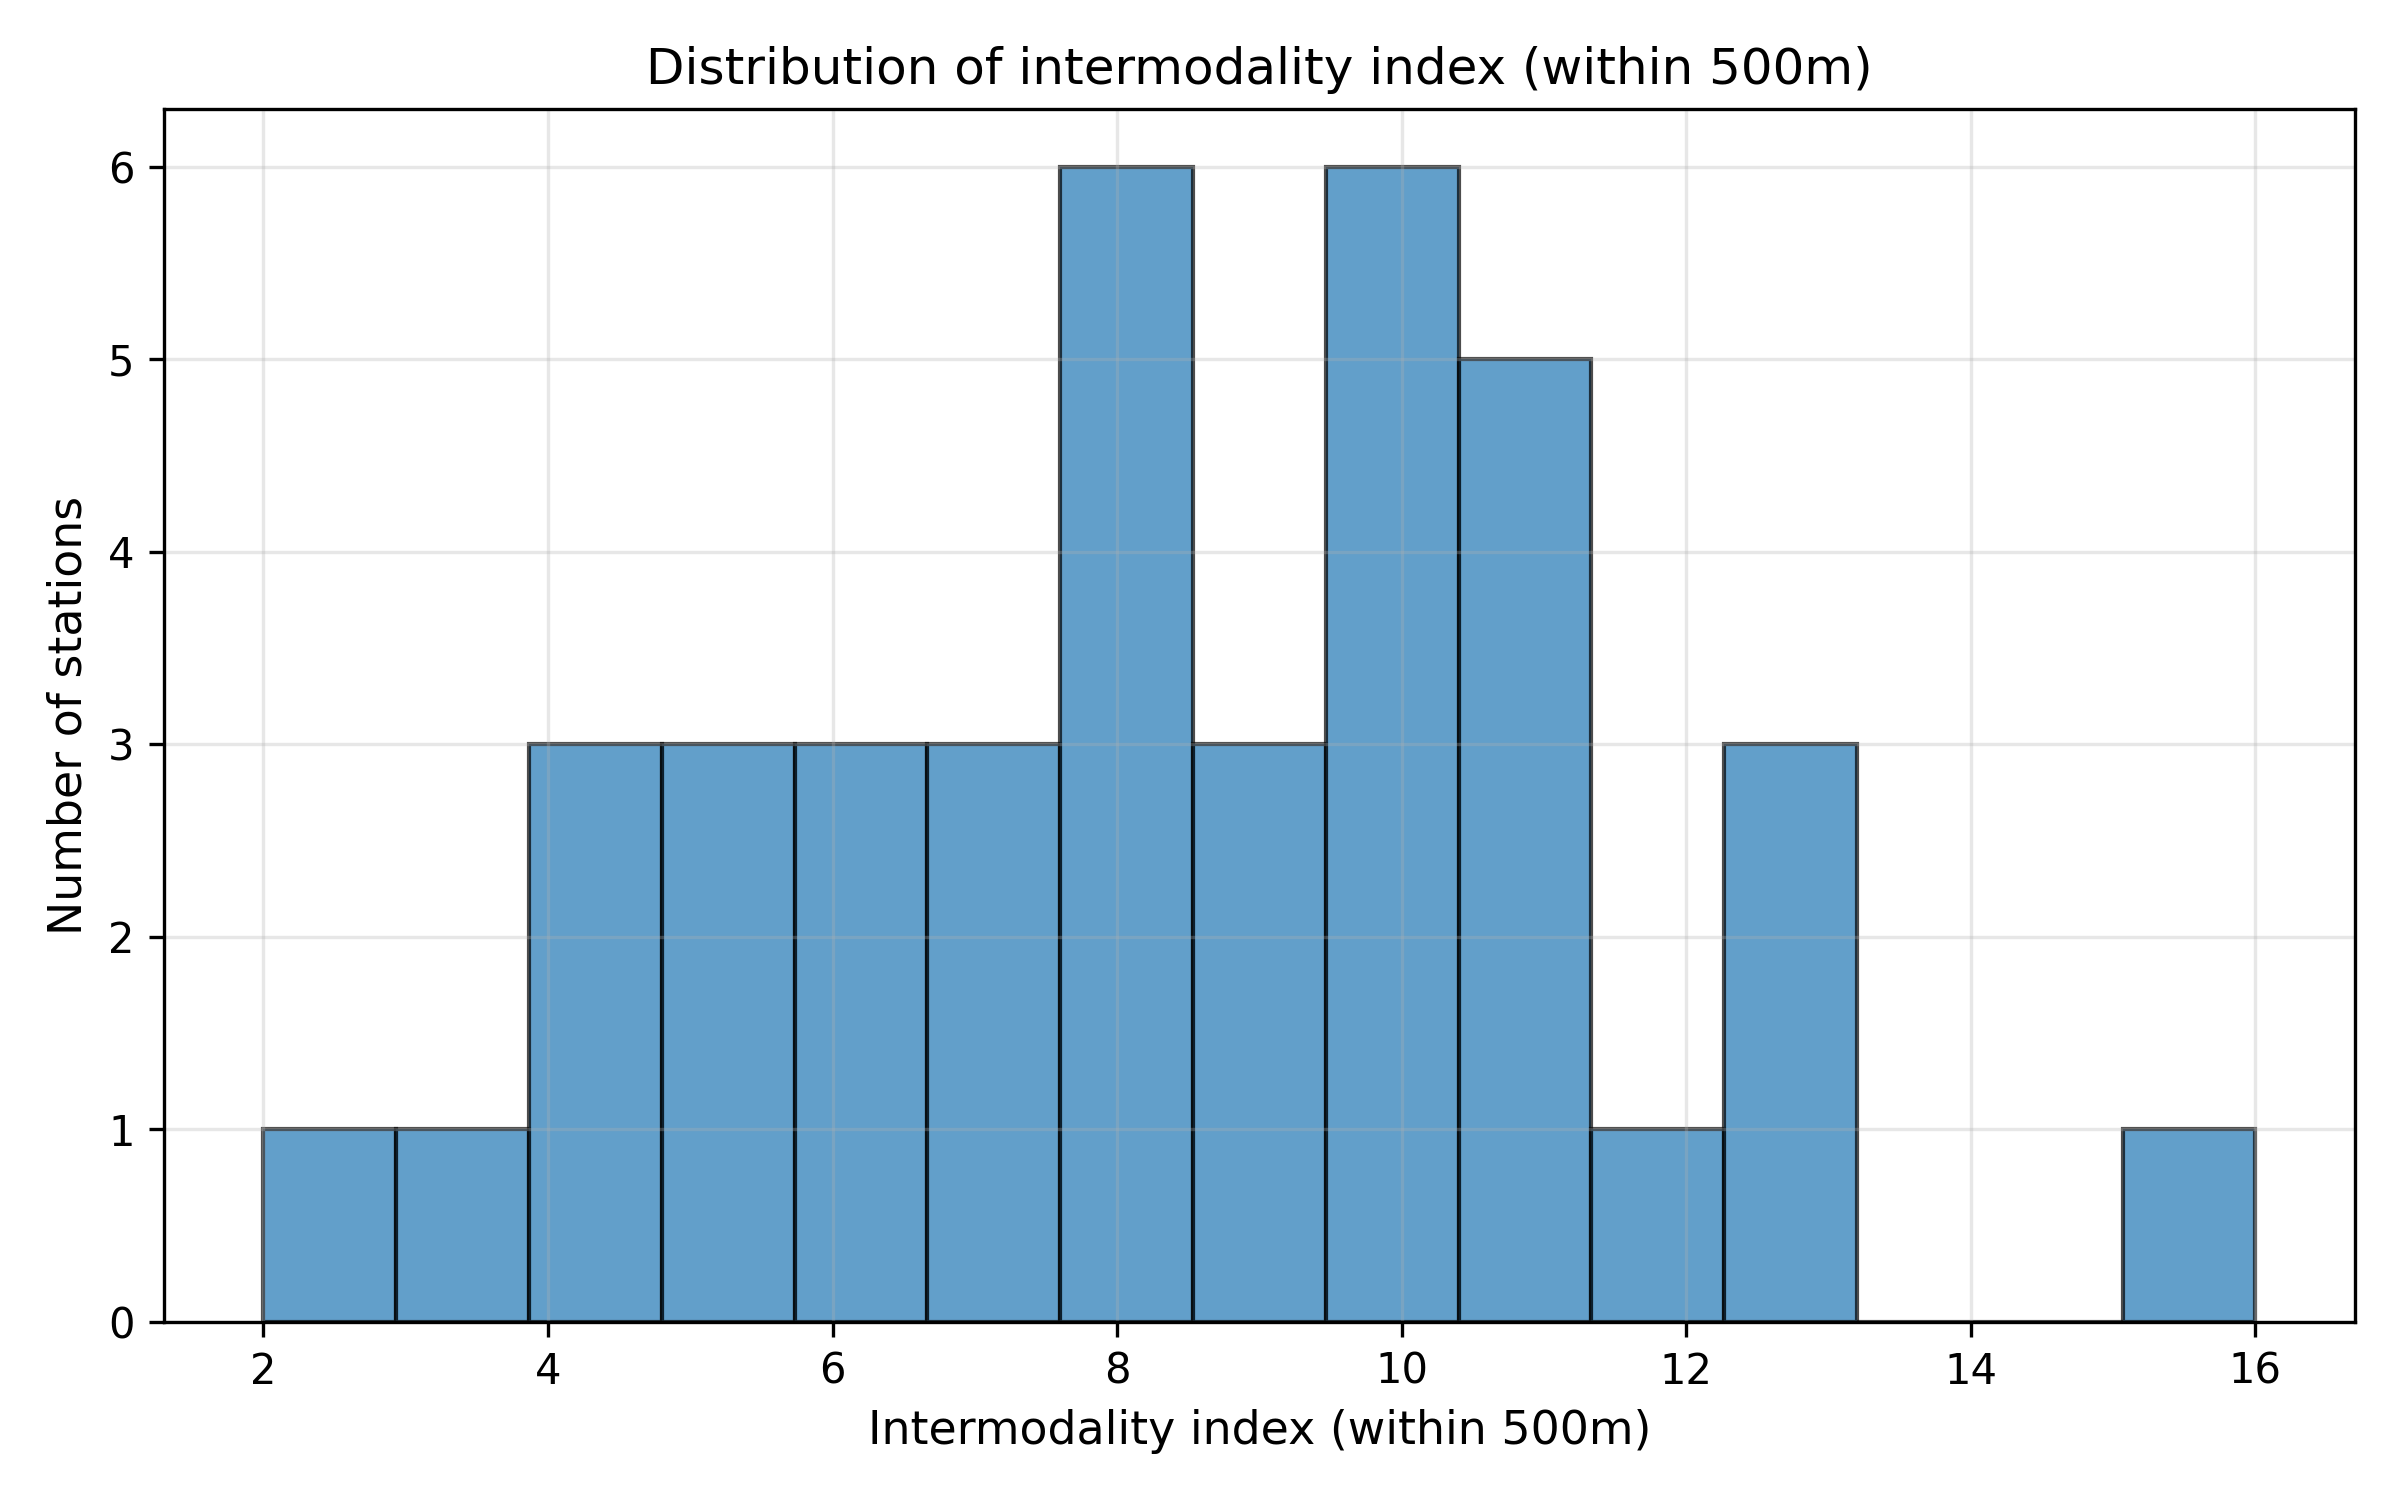 Distribution of intermodality index (within 500m)
6
5
4
3
2
1
0
Number of stations
2 4 6 8 10 12 14 16
Intermodality index (within 500m)